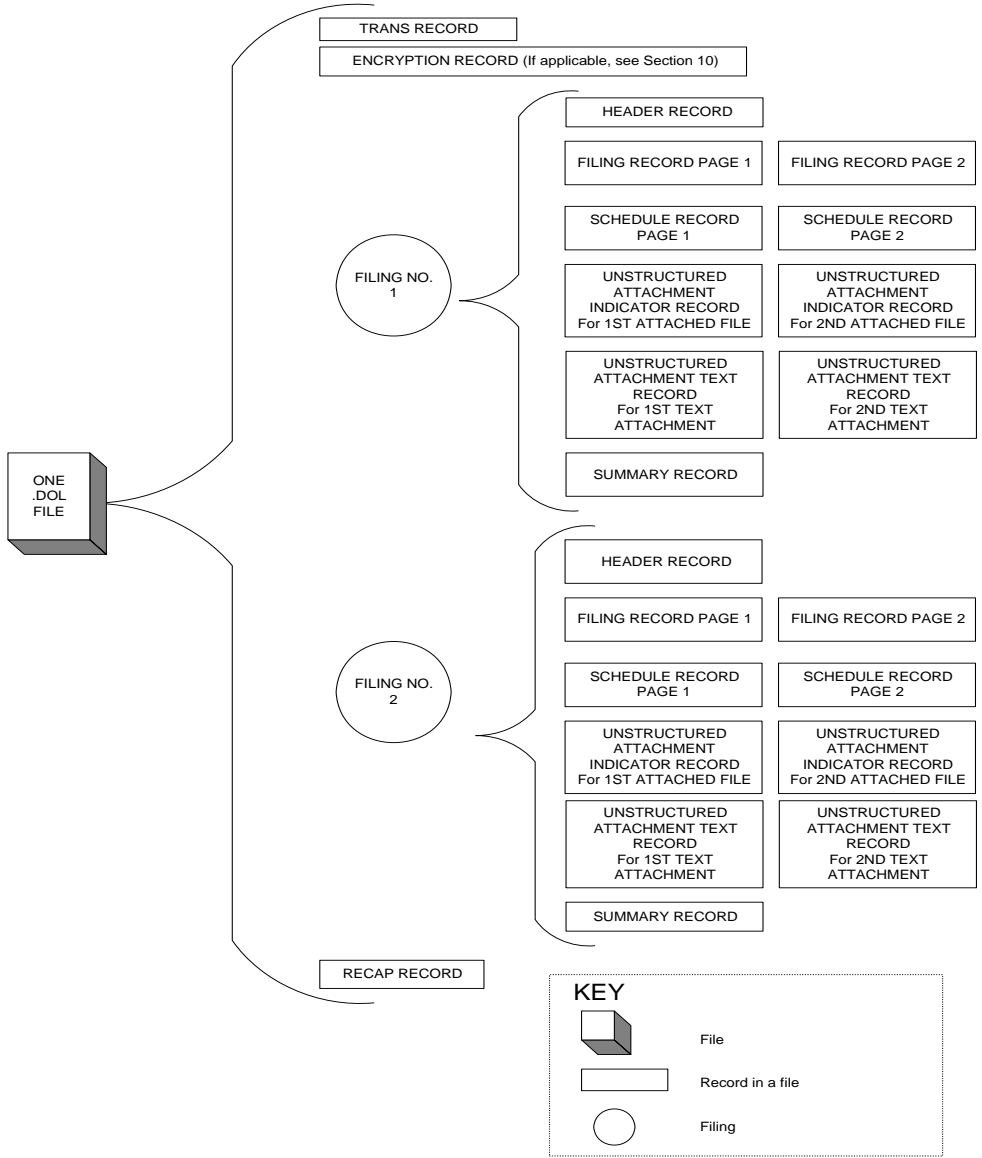 TRANS RECORD
ENCRYPTION RECORD (If applicable, see Section 10)
HEADER RECORD
FILING RECORD PAGE 1
FILING RECORD PAGE 2
SCHEDULE RECORD
PAGE 1
SCHEDULE RECORD
PAGE 2
FILING NO.
1
UNSTRUCTURED
ATTACHMENT
INDICATOR RECORD
For 1ST ATTACHED FILE
UNSTRUCTURED
ATTACHMENT
INDICATOR RECORD
For 2ND ATTACHED FILE
UNSTRUCTURED
ATTACHMENT TEXT
RECORD
For 1ST TEXT
ATTACHMENT
UNSTRUCTURED
ATTACHMENT TEXT
RECORD
For 2ND TEXT
ATTACHMENT
SUMMARY RECORD
ONE
.DOL
FILE
HEADER RECORD
FILING RECORD PAGE 1
FILING RECORD PAGE 2
FILING NO.
2
SCHEDULE RECORD
PAGE 1
SCHEDULE RECORD
PAGE 2
UNSTRUCTURED
ATTACHMENT
INDICATOR RECORD
For 1ST ATTACHED FILE
UNSTRUCTURED
ATTACHMENT
INDICATOR RECORD
For 2ND ATTACHED FILE
UNSTRUCTURED
ATTACHMENT TEXT
RECORD
For 1ST TEXT
ATTACHMENT
UNSTRUCTURED
ATTACHMENT TEXT
RECORD
For 2ND TEXT
ATTACHMENT
SUMMARY RECORD
RECAP RECORD
KEY
File
Record in a file
Filing